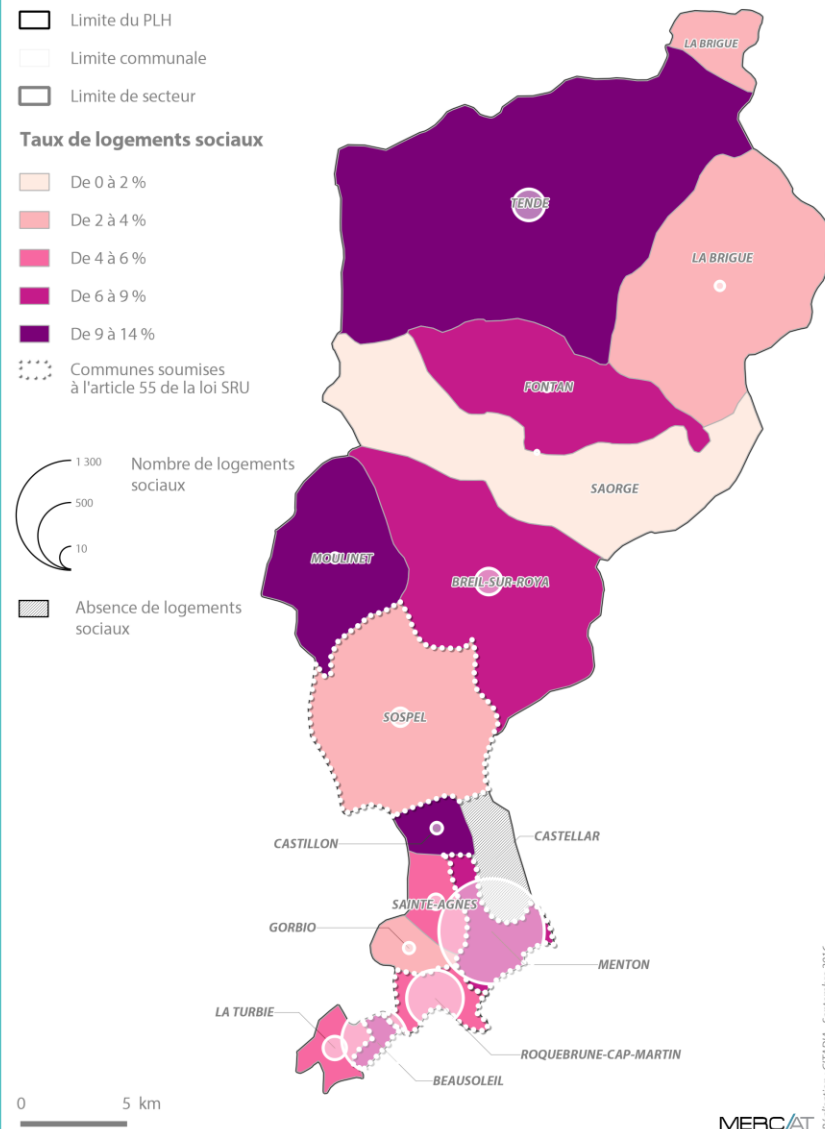 Limite du PLH
Limite communale
Limite de secteur
Taux de logements sociaux
De 0 à 2 %
De 2 à 4 %
De 4 à 6 %
De 6 à 9 %
De 9 à 14 %
Communes soumises
à l'article 55 de la loi SRU
1 300
500
10
Nombre de logements
sociaux
Absence de logements
sociaux
LA BRIGUE
TENDE
LA BRIGUE
FONTAN
SAORGE
MOULINET
BREIL-SUR-ROYA
SOSPEL
CASTILLON
CASTELLAR
SAINTE-AGNES
GORBIO
MENTON
LA TURBIE
ROQUEBRUNE-CAP-MARTIN
BEAUSOLEIL
0 5 km
MERC/AT